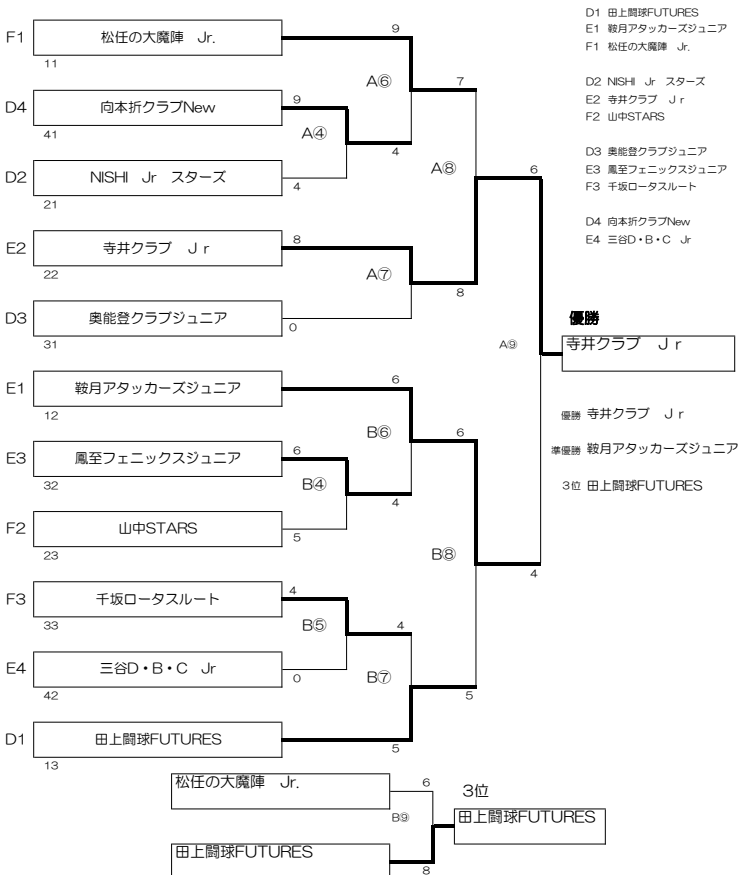 D1 田上闘球FUTURES
E1 鞍月アタッカーズジュニア
F1 松任の大魔陣　Jr.
D2 NISHI　Jr　スターズ
E2 寺井クラブ　Ｊｒ
F2 山中STARS
D3 奥能登クラブジュニア
E3 鳳至フェニックスジュニア
F3 千坂ロータスルート
D4 向本折クラブNew
E4 三谷D・B・C　Jr
F1 松任の大魔陣　Jr.
11
9
A⑥
7
D4 向本折クラブNew
41
9
A④
4
D2 NISHI　Jr　スターズ
21
4
A⑧
6
E2 寺井クラブ　Ｊｒ
22
8
A⑦
8
D3 奥能登クラブジュニア
31
0
A⑨
優勝
寺井クラブ　Ｊｒ
E1 鞍月アタッカーズジュニア
12
6
B⑥
6
優勝 寺井クラブ　Ｊｒ
準優勝 鞍月アタッカーズジュニア
3位 田上闘球FUTURES
E3 鳳至フェニックスジュニア
32
6
B④
4
F2 山中STARS
23
5
B⑧
4
F3 千坂ロータスルート
33
4
B⑤
4
E4 三谷D・B・C　Jr
42
0
B⑦
5
D1 田上闘球FUTURES
13
5
松任の大魔陣　Jr.
6
3位
B⑨
田上闘球FUTURES
田上闘球FUTURES
8